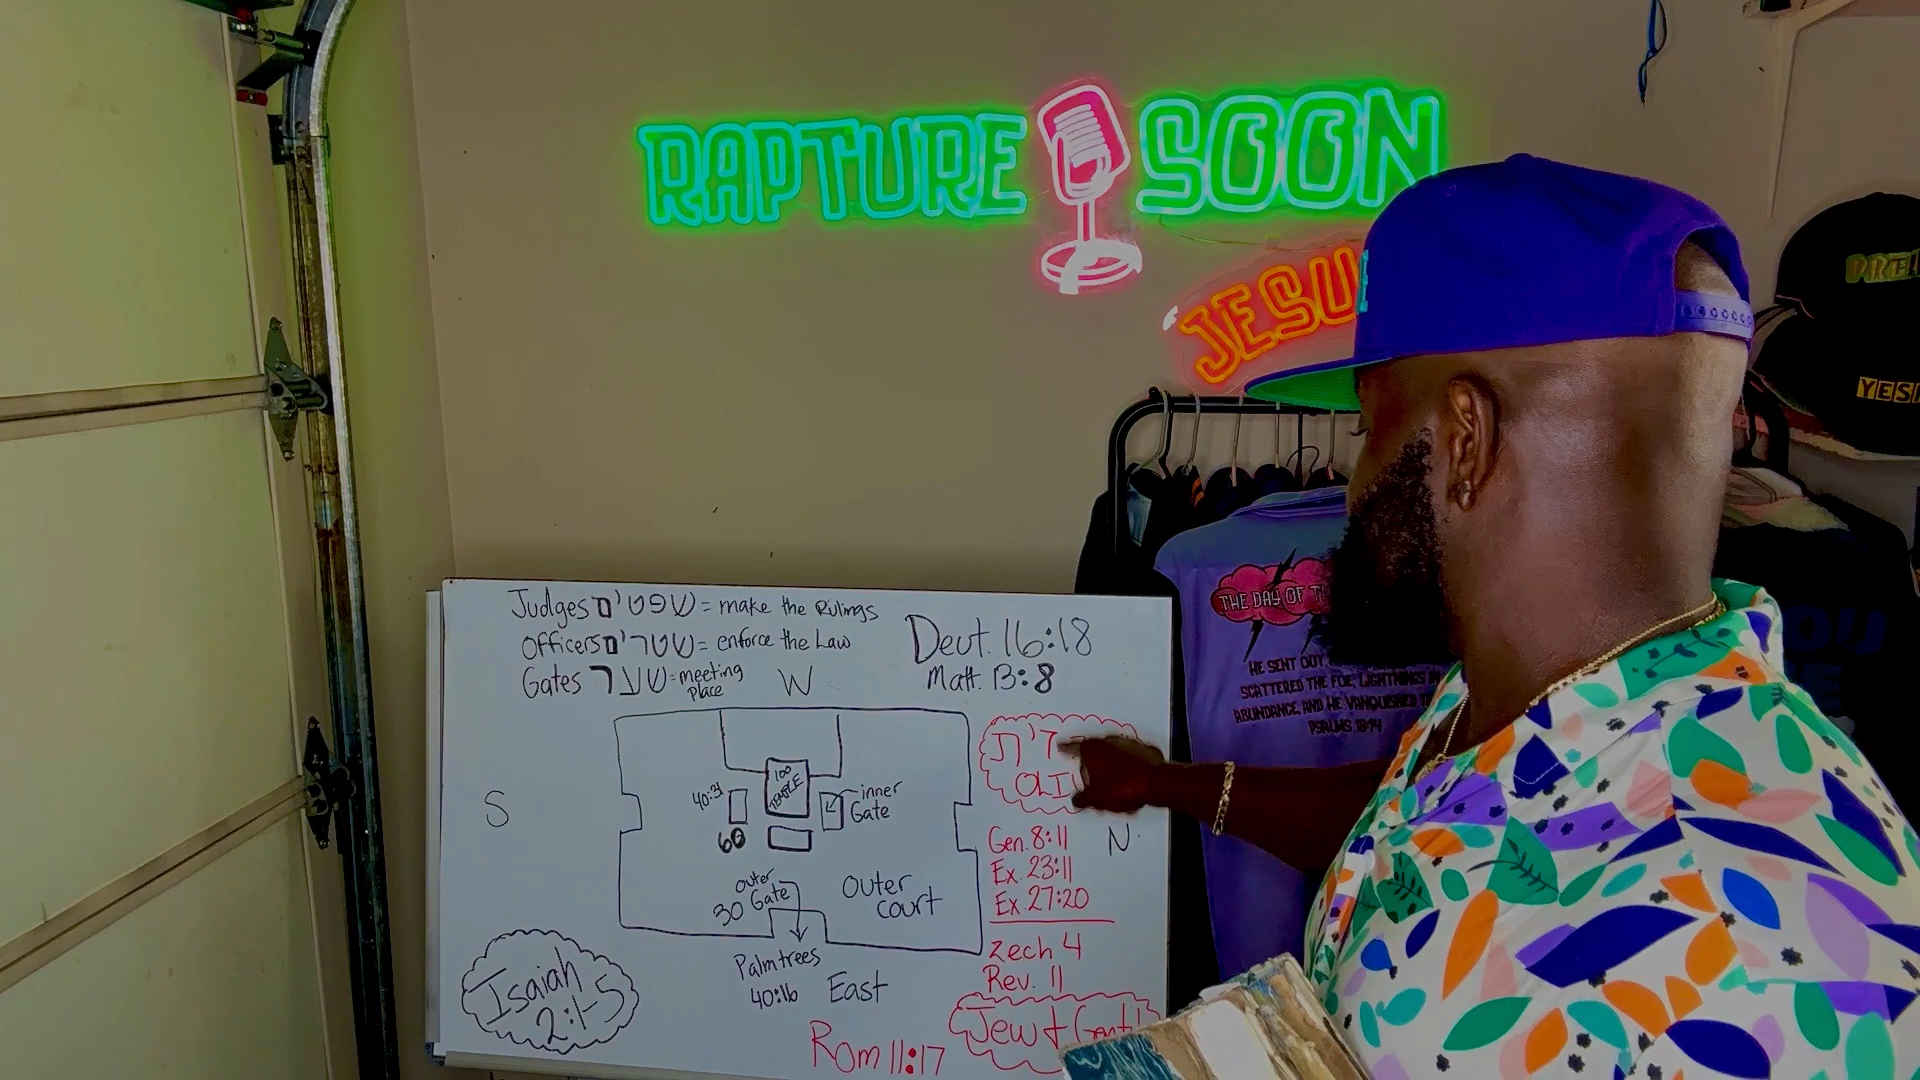 RAPTURE SOON
PRE
YES
THE DAY OF
HE SENT OUT
SCATTERED THE FOE, LIGHTNINGS IN
ABUNDANCE, AND HE VANQUISHED
PSALMS 18:14
Judges שפטים = make the Rulings
Officers שטרים = enforce the Law
Gates שער = meeting
place
W
Deut. 16:18
Matt. 13:8
100
TEMPLE
40:31
inner
Gate
60
S
N
Gen. 8:11
Ex. 23:11
Ex. 27:20
Outer
Gate
30
Outer
court
Zech 4
Rev. 11
Palm trees
40:16
East
Isaiah
2:1-5
Rom 11:17
Jew +